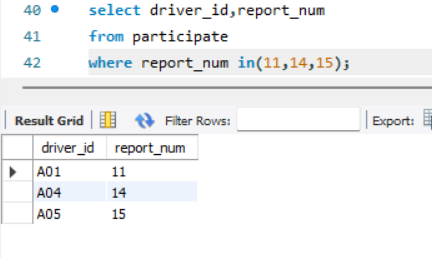 40 select driver_id,report_num
41 from participate
42 where report_num in(11,14,15);
Result Grid Filter Rows: Export:
driver_id report_num
A01 11
A04 14
A05 15